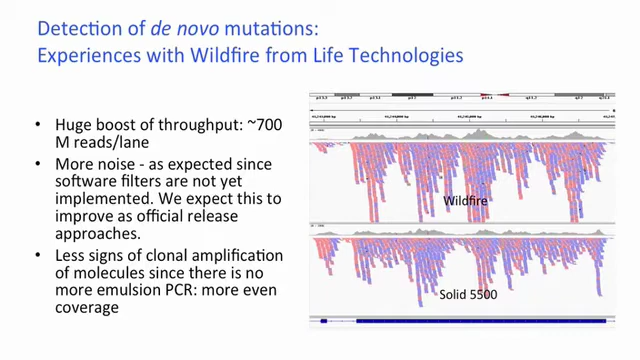 Detection of de novo mutations:
Experiences with Wildfire from Life Technologies
• Huge boost of throughput: ~700
M reads/lane
• More noise - as expected since
software filters are not yet
implemented. We expect this to
improve as official release
approaches.
• Less signs of clonal amplification
of molecules since there is no
more emulsion PCR: more even
coverage
Wildfire
Solid 5500